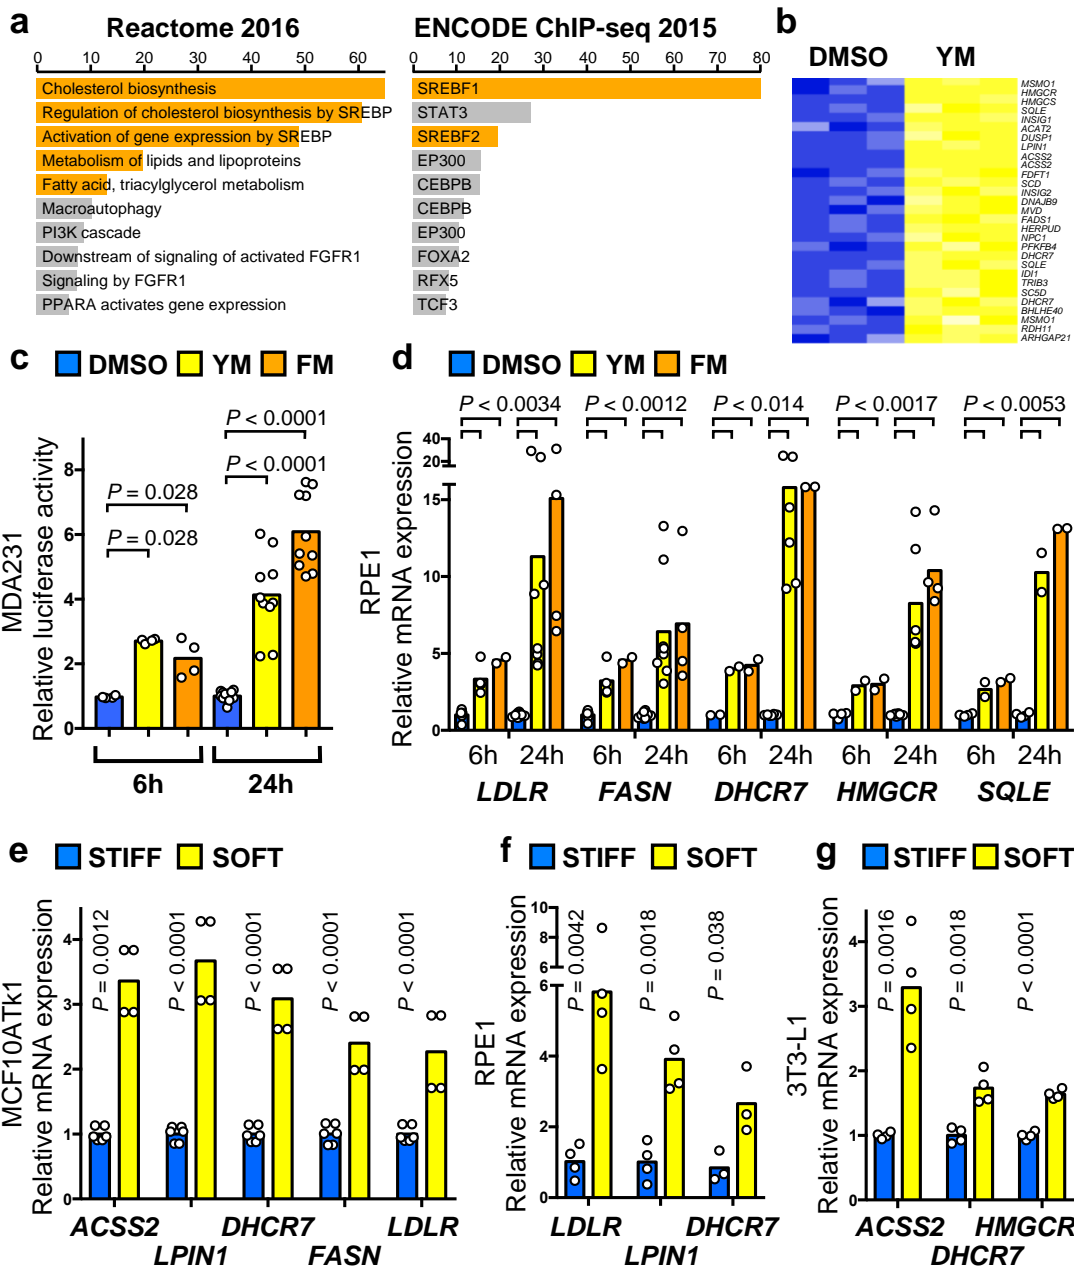 a
Reactome 2016
0 10 20 30 40 50 60
Cholesterol biosynthesis
Regulation of cholesterol biosynthesis by SREBP
Activation of gene expression by SREBP
Metabolism of lipids and lipoproteins
Fatty acid, triacylglycerol metabolism
Macroautophagy
PI3K cascade
Downstream of signaling of activated FGFR1
Signaling by FGFR1
PPARA activates gene expression
ENCODE ChIP-seq 2015
0 10 20 30 40 50 60 70 80
SREBF1
STAT3
SREBF2
EP300
CEBPB
CEBPB
EP300
FOXA2
RFX5
TCF3
b
DMSO YM
MSMO1
HMGCR
HMGCS
SQLE
INSIG1
ACAT2
DUSP1
LPIN1
ACSS2
ACSS2
FDFT1
SCD
INSIG2
DNAJB9
MVD
FADS1
HERPUD
NPC1
PFKFB4
DHCR7
SQLE
IDI1
TRIB3
SC5D
DHCR7
BHLHE40
MSMO1
RDH11
ARHGAP21
c
DMSO YM FM
MDA231
Relative luciferase activity
8
6
4
2
0
P < 0.0001
P < 0.0001
P = 0.028
P = 0.028
6h 24h
d
DMSO YM FM
RPE1
Relative mRNA expression
40
20
15
10
5
0
P < 0.0034 P < 0.0012 P < 0.014 P < 0.0017 P < 0.0053
6h 24h 6h 24h 6h 24h 6h 24h 6h 24h
LDLR FASN DHCR7 HMGCR SQLE
e
STIFF SOFT
MCF10ATk1
Relative mRNA expression
4
3
2
1
0
P = 0.0012
P < 0.0001
P < 0.0001
P < 0.0001
P < 0.0001
ACSS2 DHCR7 LDLR
LPIN1 FASN
f
STIFF SOFT
RPE1
Relative mRNA expression
10
8
6
6
4
2
0
P = 0.0042
P = 0.0018
P = 0.038
LDLR DHCR7
LPIN1
g
STIFF SOFT
3T3-L1
Relative mRNA expression
4
3
2
1
0
P = 0.0016
P = 0.0018
P < 0.0001
ACSS2 HMGCR
DHCR7